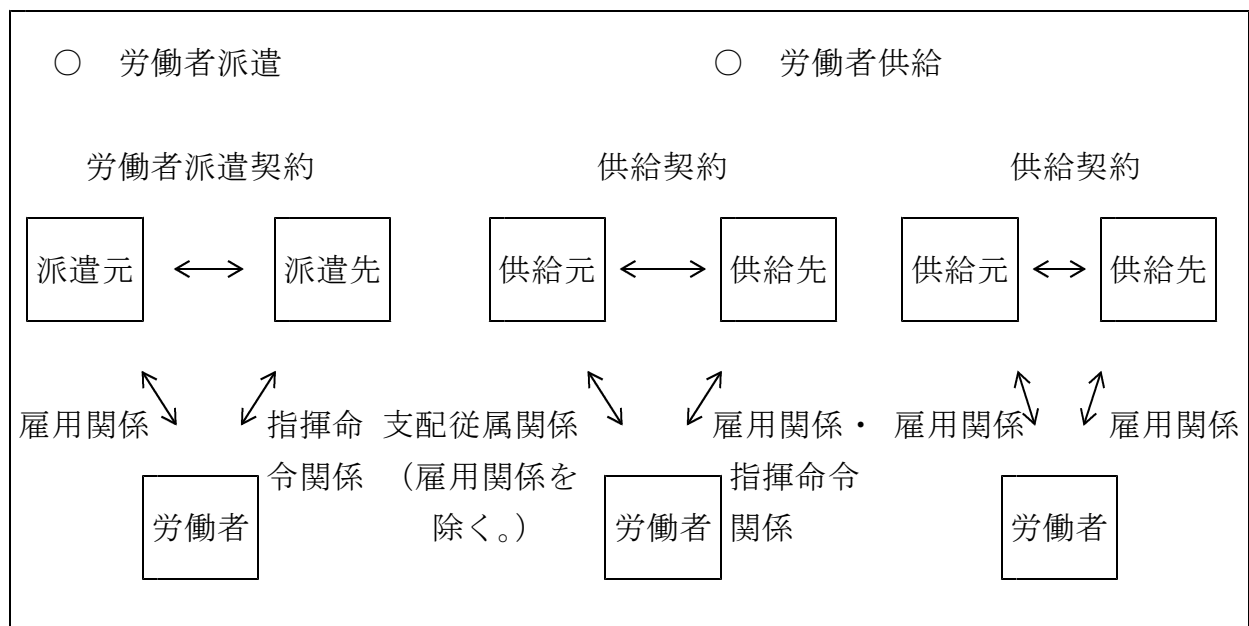 ○ 労働者派遣
○ 労働者供給
労働者派遣契約
供給契約
供給契約
派遣元
派遣先
供給元
供給先
供給元
供給先
雇用関係
指揮命
令関係
支配従属関係
(雇用関係を
除く。)
雇用関係・
指揮命令
関係
雇用関係
雇用関係
労働者
労働者
労働者